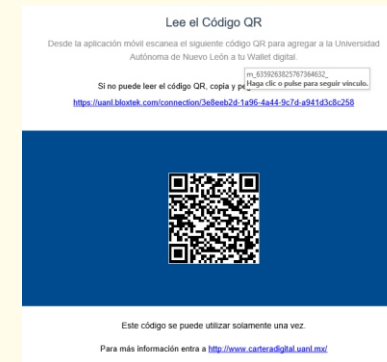 Lee el Código QR
Desde la aplicación móvil escanea el siguiente código QR para agregar a la Universidad
Autónoma de Nuevo León a tu Wallet digital.
m_6359263825767364632_
Haga clic o pulse para seguir vínculo.
Si no puede leer el código QR, copia y pe
https://uanl.bloxtek.com/connection/3e8eeb2d-1a96-4a44-9c7d-a941d3c8c258
Este código se puede utilizar solamente una vez.
Para más información entra a http://www.carteradigital.uanl.mx/